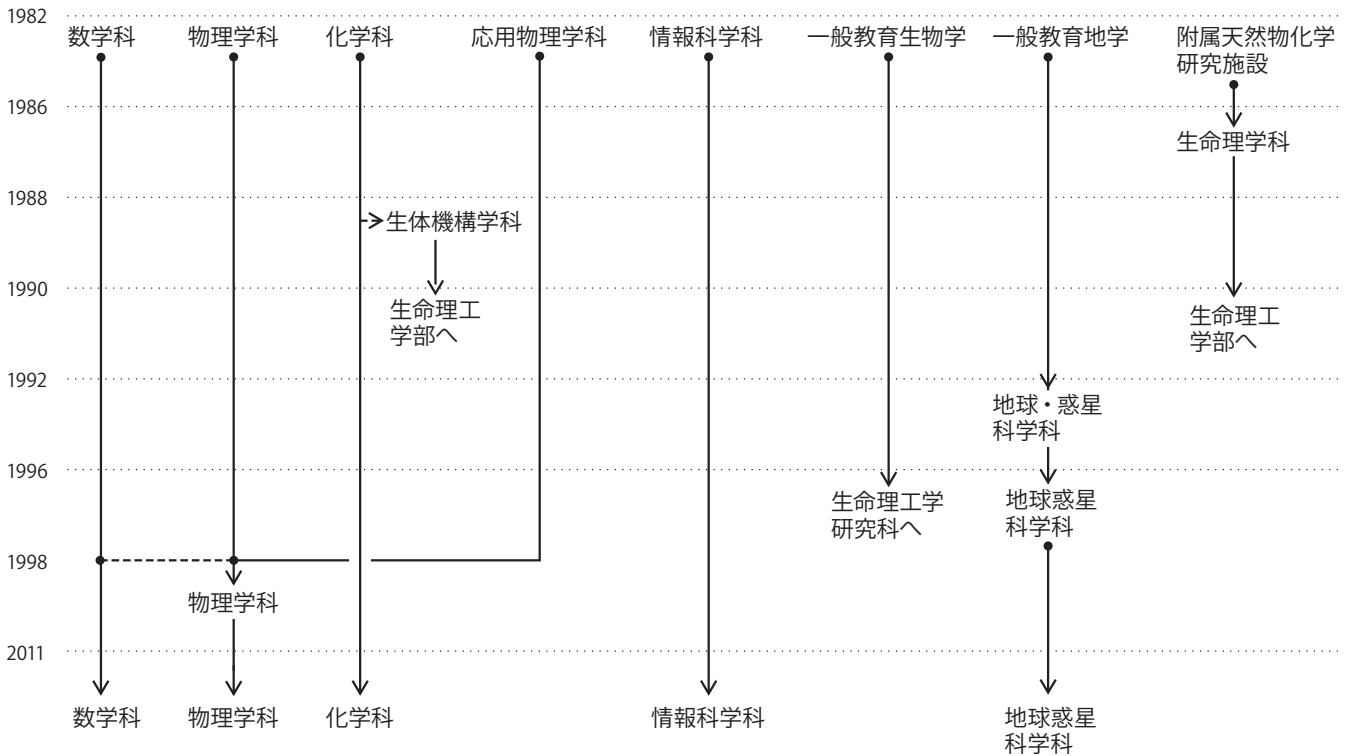 1982
数学科
物理学科
化学科
応用物理学科
情報科学科
一般教育生物学
一般教育地学
附属天然物化学
研究施設
1986
生命理学科
1988
生体機構学科
1990
生命理工
学部へ
生命理工
学部へ
1992
地球・惑星
科学科
1996
生命理工学
研究科へ
地球惑星
科学科
1998
物理学科
2011
数学科
物理学科
化学科
情報科学科
地球惑星
科学科